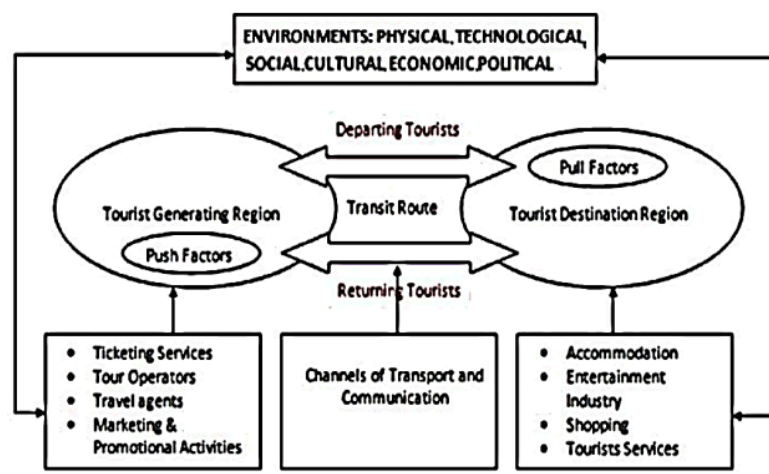 ENVIRONMENTS: PHYSICAL, TECHNOLOGICAL,
SOCIAL,CULTURAL, ECONOMIC,POLITICAL
Departing Tourists
Pull Factors
Tourist Generating Region
Transit Route
Tourist Destination Region
Push Factors
Returning Tourists
• Ticketing Services
• Tour Operators
• Travel agents
• Marketing &
Promotional Activities
Channels of Transport and
Communication
• Accommodation
• Entertainment
Industry
• Shopping
• Tourists Services